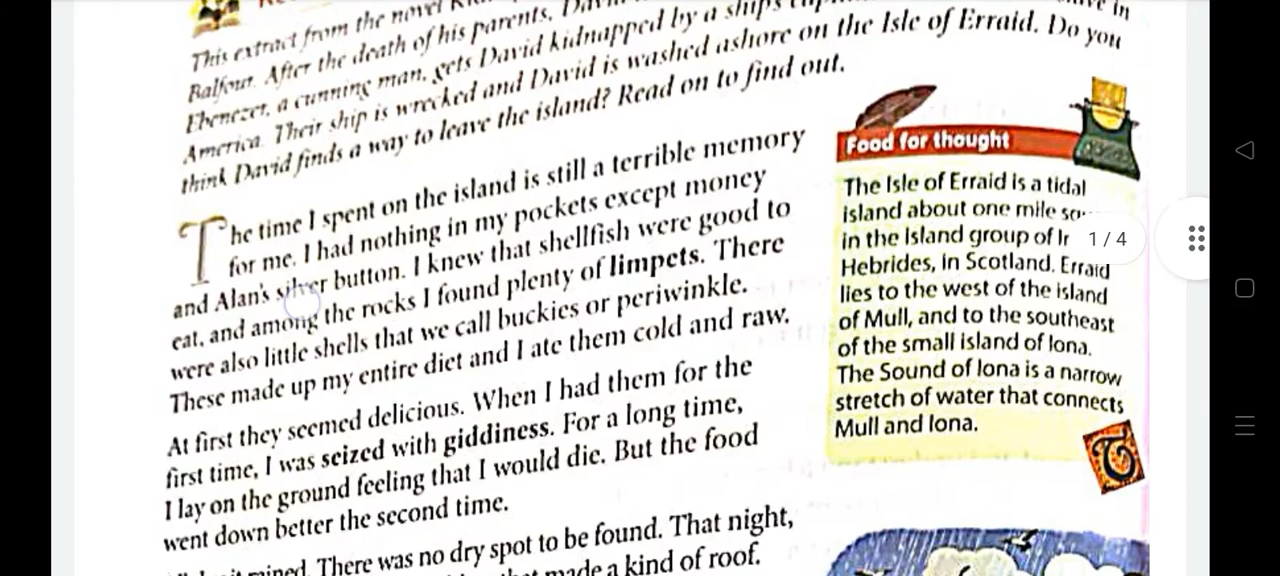 This extract from the novel
Balfour. After the death of his parents,
Ebenezer, a cunning man, gets David kidnapped by a ship's
America. Their ship is wrecked and David is washed ashore on the Isle of Erraid. Do you
think David finds a way to leave the island? Read on to find out.
The time I spent on the island is still a terrible memory
for me. I had nothing in my pockets except money
and Alan's silver button. I knew that shellfish were good to
eat, and among the rocks I found plenty of limpets. There
were also little shells that we call buckies or periwinkle.
These made up my entire diet and I ate them cold and raw.
At first they seemed delicious. When I had them for the
first time, I was seized with giddiness. For a long time,
I lay on the ground feeling that I would die. But the food
went down better the second time.
There was no dry spot to be found. That night,
made a kind of roof.
Food for thought
The Isle of Erraid is a tidal
island about one mile
in the island group of
Hebrides, in Scotland. Erraid
lies to the west of the island
of Mull, and to the southeast
of the small island of Iona.
The Sound of Iona is a narrow
stretch of water that connects
Mull and Iona.
1 / 4